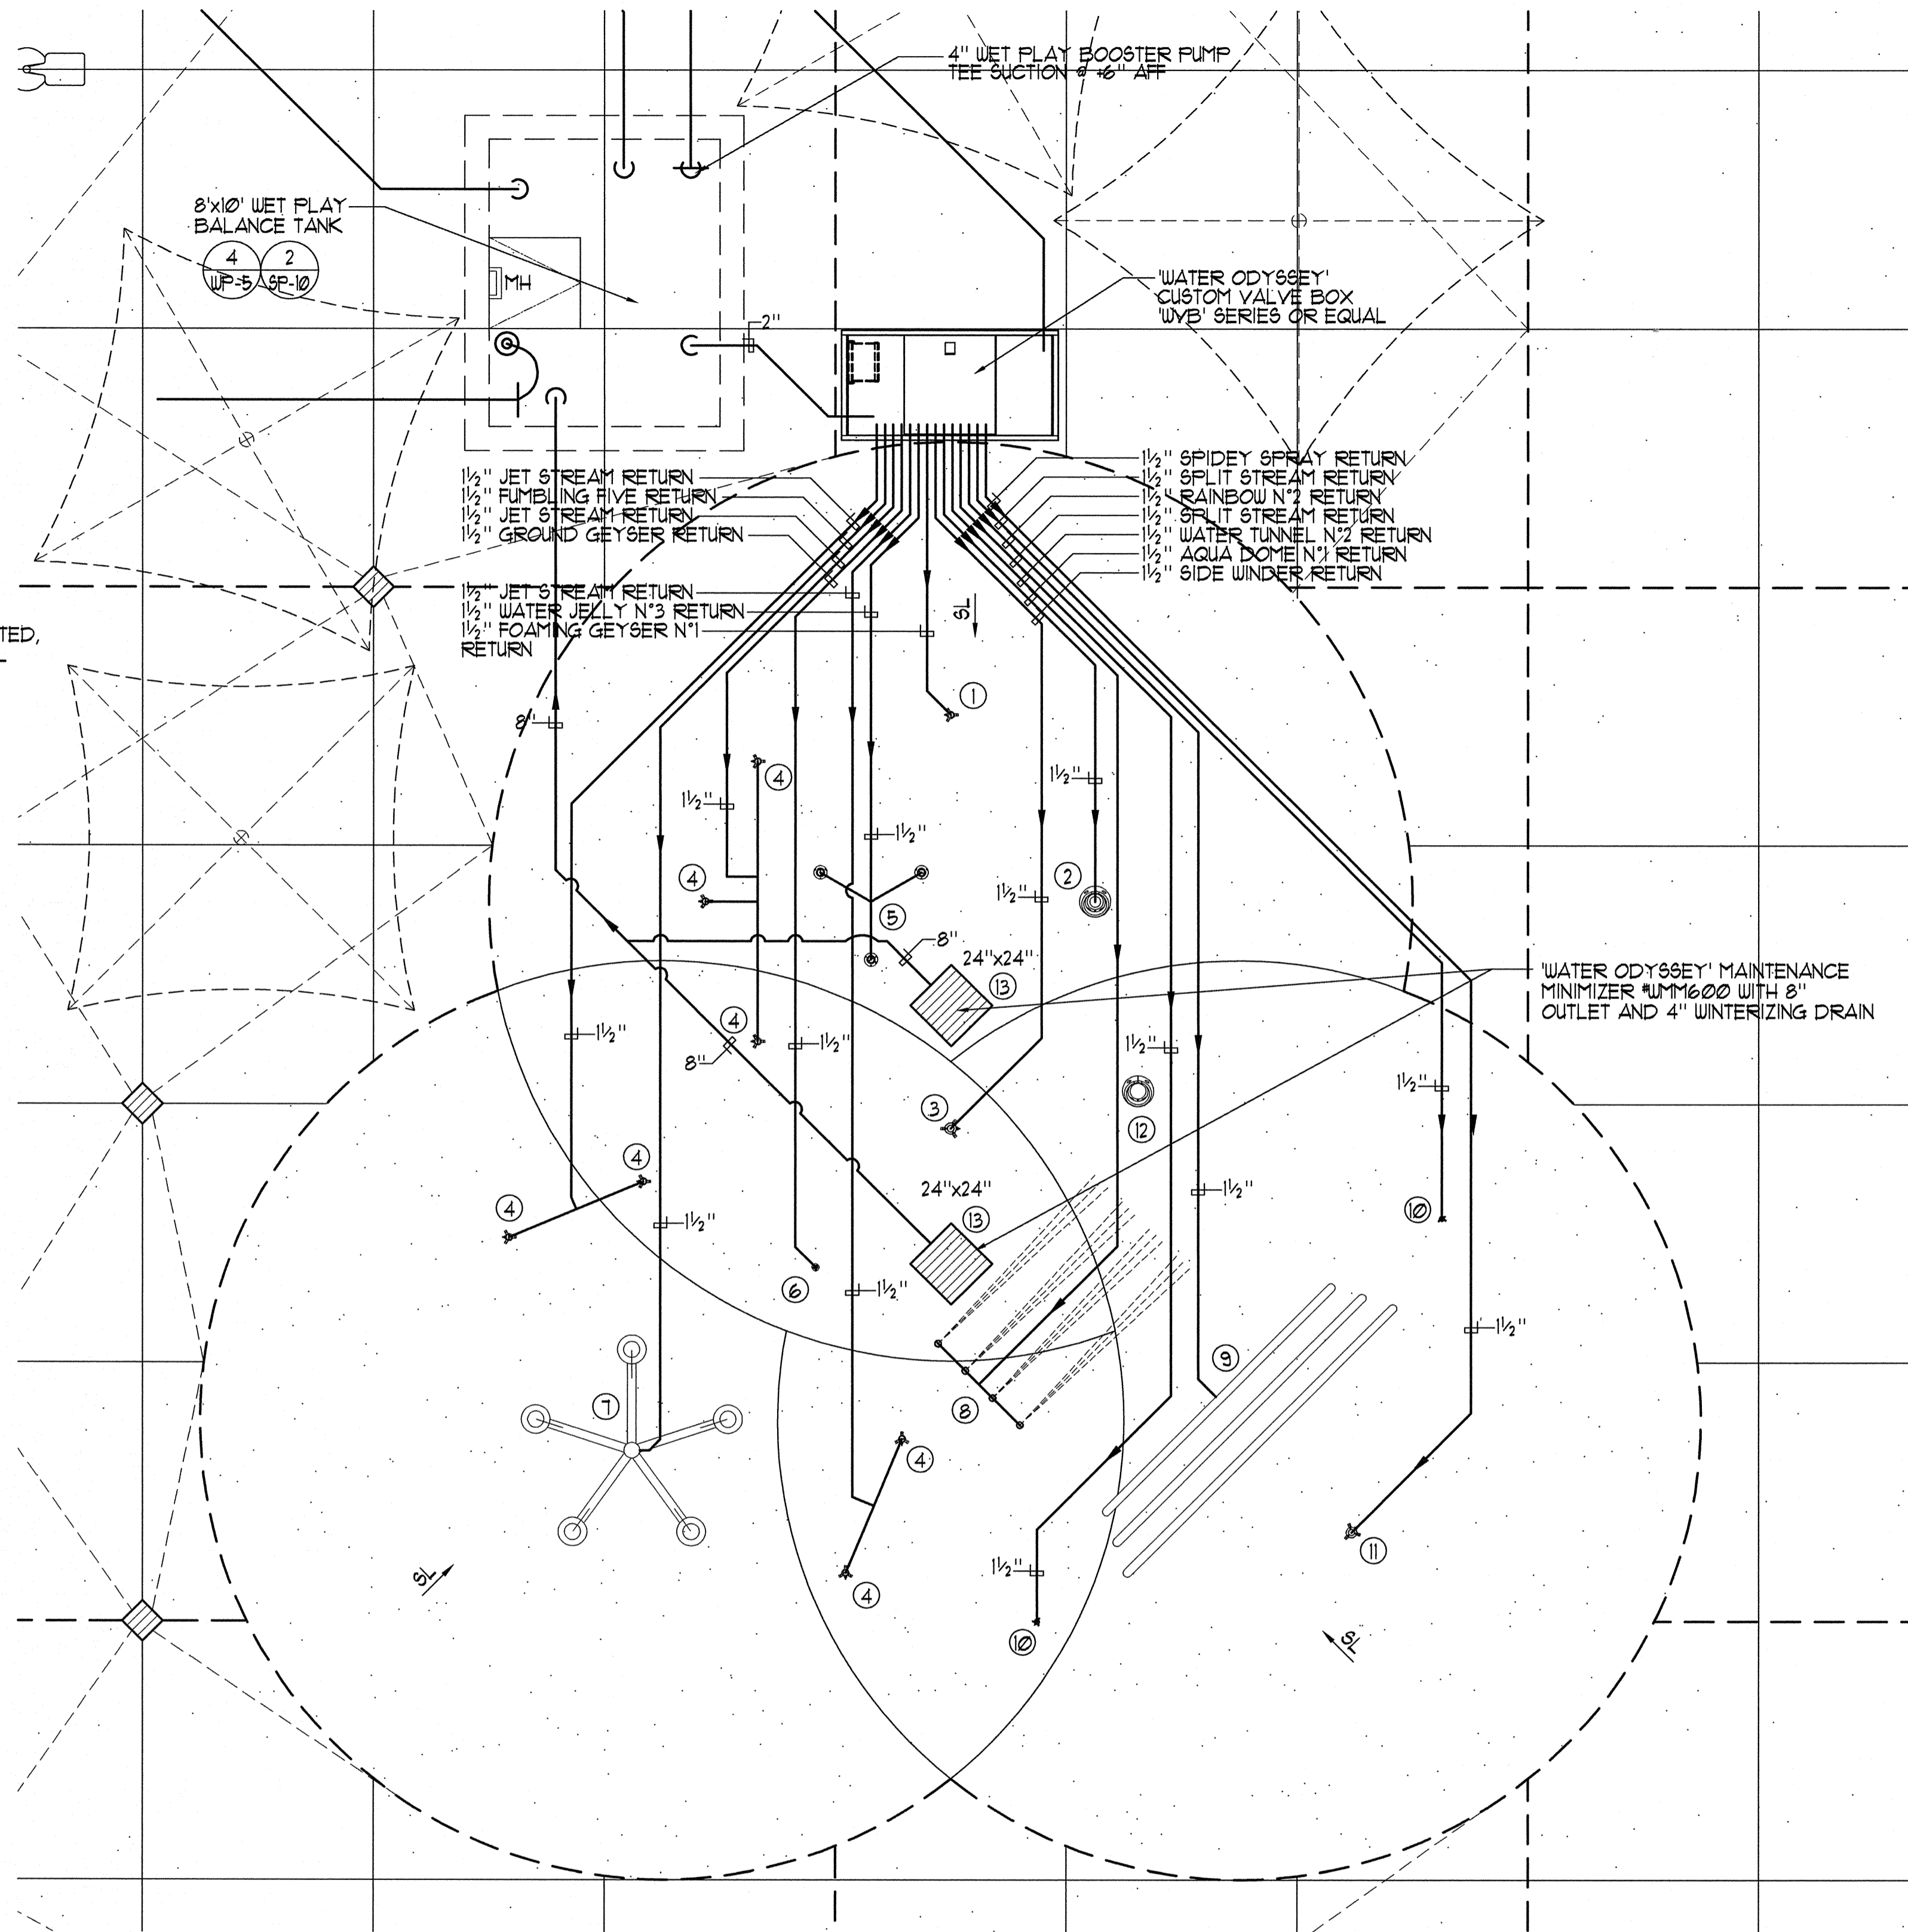 4" WET PLAY BOOSTER PUMP
TEE SUCTION @ +6" AFF
8'x10' WET PLAY
BALANCE TANK
4
WP-5
2
SP-10
MH
2"
'WATER ODYSSEY'
CUSTOM VALVE BOX
'WVB' SERIES OR EQUAL
1½" JET STREAM RETURN
1½" FUMBLING FIVE RETURN
1½" JET STREAM RETURN
1½" GROUND GEYSER RETURN
1½" JET STREAM RETURN
1½" WATER JELLY N°3 RETURN
1½" FOAMING GEYSER N°1
RETURN
1½" SPIDEY SPRAY RETURN
1½" SPLIT STREAM RETURN
1½" RAINBOW N°2 RETURN
1½" SPLIT STREAM RETURN
1½" WATER TUNNEL N°2 RETURN
1½" AQUA DOME N°1 RETURN
1½" SIDE WINDER RETURN
TED,
SL
1
8"
4
1½"
1½"
1½"
4
2
1½"
5
8"
24"x24"
13
'WATER ODYSSEY' MAINTENANCE
MINIMIZER #WMM600 WITH 8"
OUTLET AND 4" WINTERIZING DRAIN
4
1½"
1½"
8"
1½"
1½"
3
12
4
4
1½"
24"x24"
13
1½"
10
6
1½"
1½"
7
8
9
4
4
1½"
11
10
SL
SL